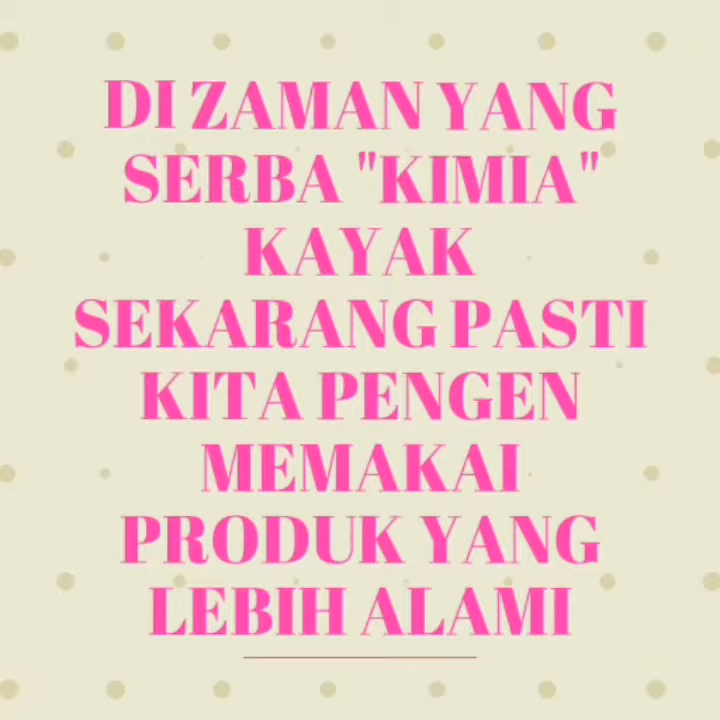 DI ZAMAN YANG
SERBA "KIMIA"
KAYAK
SEKARANG PASTI
KITA PENGEN
MEMAKAI
PRODUK YANG
LEBIH ALAMI